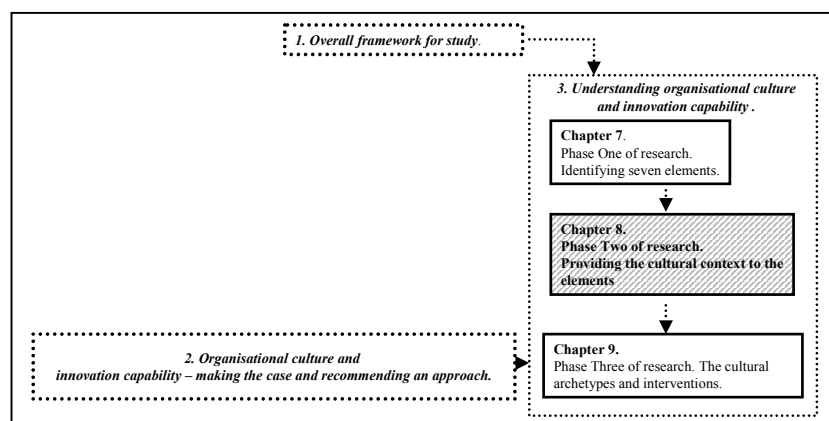 1. Overall framework for study.
3. Understanding organisational culture
and innovation capability .
Chapter 7.
Phase One of research.
Identifying seven elements.
Chapter 8.
Phase Two of research.
Providing the cultural context to the
elements
2. Organisational culture and
innovation capability – making the case and recommending an approach.
Chapter 9.
Phase Three of research. The cultural
archetypes and interventions.